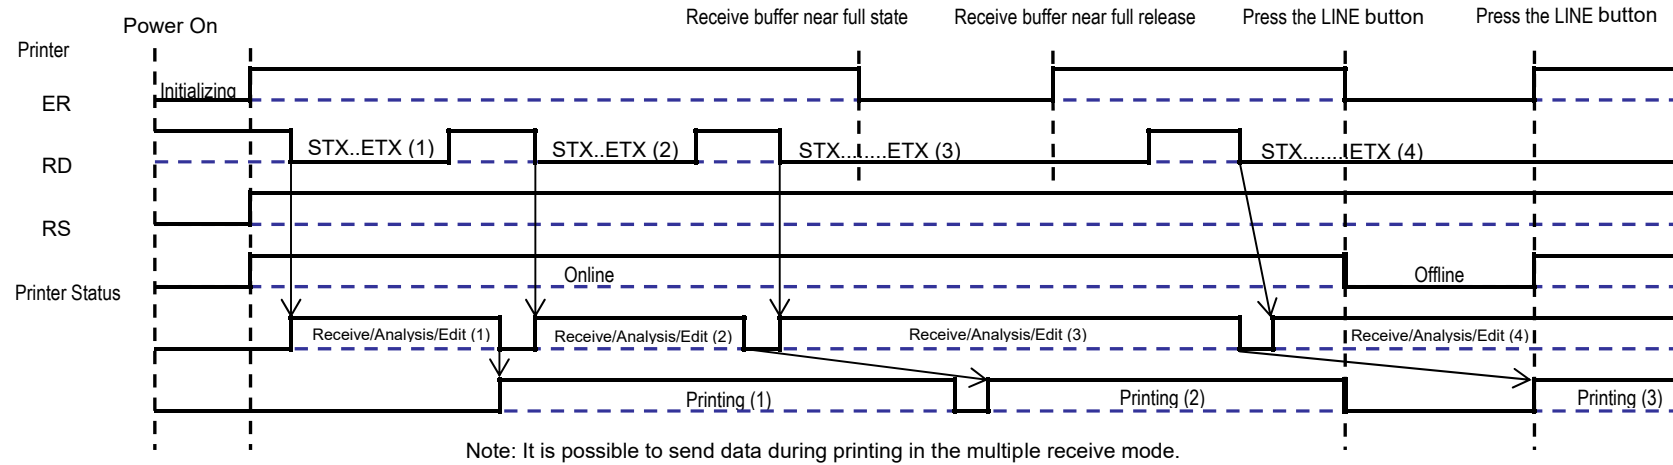 Power On
Receive buffer near full state
Receive buffer near full release
Press the LINE button
Press the LINE button
Printer
Initializing
ER
STX..ETX (1)
STX..ETX (2)
STX........ETX (3)
STX.......ETX (4)
RD
RS
Online
Offline
Printer Status
Receive/Analysis/Edit (1)
Receive/Analysis/Edit (2)
Receive/Analysis/Edit (3)
Receive/Analysis/Edit (4)
Printing (1)
Printing (2)
Printing (3)
Note: It is possible to send data during printing in the multiple receive mode.